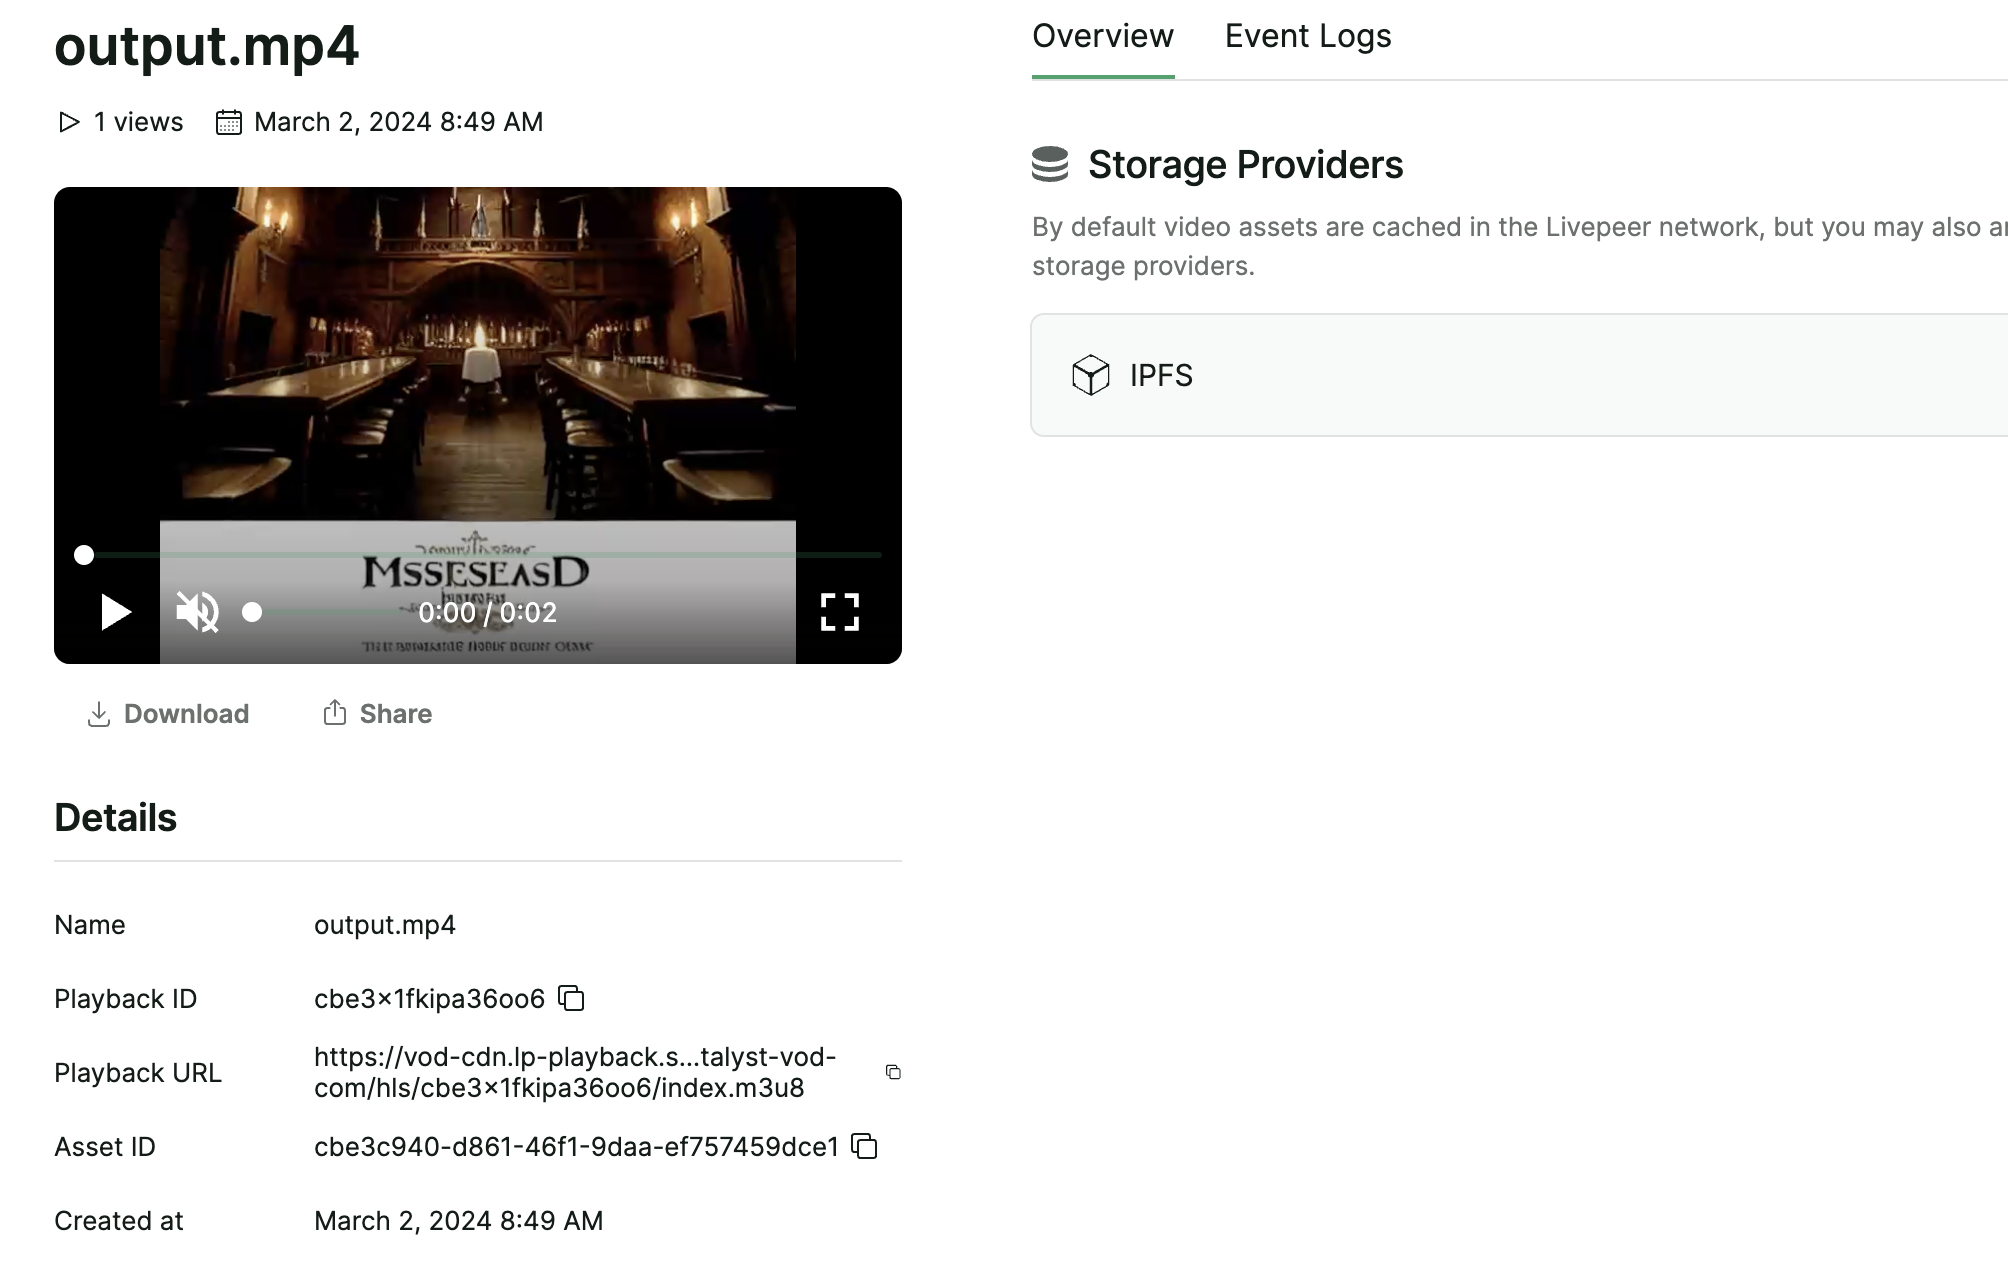 output.mp4
1 views
March 2, 2024 8:49 AM
MSSESEASD
0:00 / 0:02
Download
Share
Details
Name
output.mp4
Playback ID
cbe3x1fkipa36oo6
Playback URL
https://vod-cdn.lp-playback.s...talyst-vod-
com/hls/cbe3x1fkipa36oo6/index.m3u8
Asset ID
cbe3c940-d861-46f1-9daa-ef757459dce1
Created at
March 2, 2024 8:49 AM
Overview
Event Logs
Storage Providers
By default video assets are cached in the Livepeer network, but you may also
storage providers.
IPFS